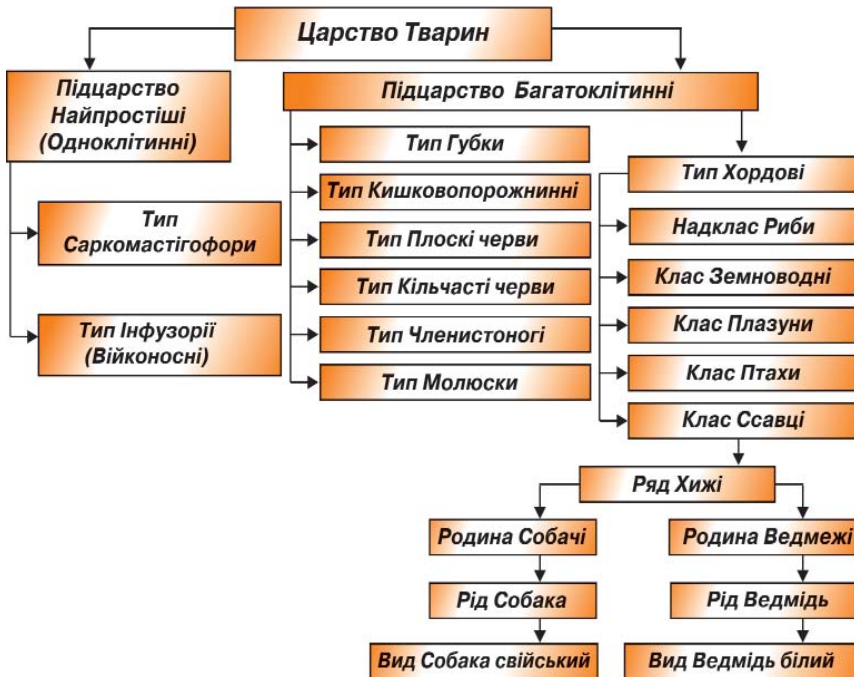 Царство Тварин
Підцарство
Найпростіші
(Одноклітинні)
Тип
Саркомастігофори
Тип Інфузорії
(Війконосні)
Підцарство Багатоклітинні
Тип Губки
Тип Кишковопорожнинні
Тип Плоскі черви
Тип Кільчасті черви
Тип Членистоногі
Тип Молюски
Тип Хордові
Надклас Риби
Клас Земноводні
Клас Плазуни
Клас Птахи
Клас Ссавці
Ряд Хижі
Родина Собачі
Рід Собака
Вид Собака свійський
Родина Ведмежі
Рід Ведмідь
Вид Ведмідь білий